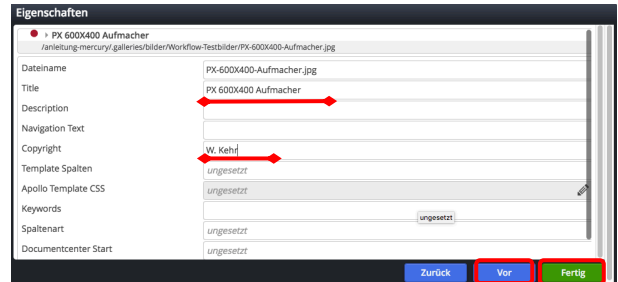 Eigenschaften
PX 600X400 Aufmacher
/anleitung-mercury/.galleries/bilder/Workflow-Testbilder/PX-600X400-Aufmacher.jpg
Dateiname PX-600X400-Aufmacher.jpg
Title PX 600X400 Aufmacher
Description
Navigation Text
Copyright W. Kehr
Template Spalten ungesetzt
Apollo Template CSS ungesetzt
Keywords
ungesetzt
Spaltenart ungesetzt
Documentcenter Start ungesetzt
Zurück Vor Fertig